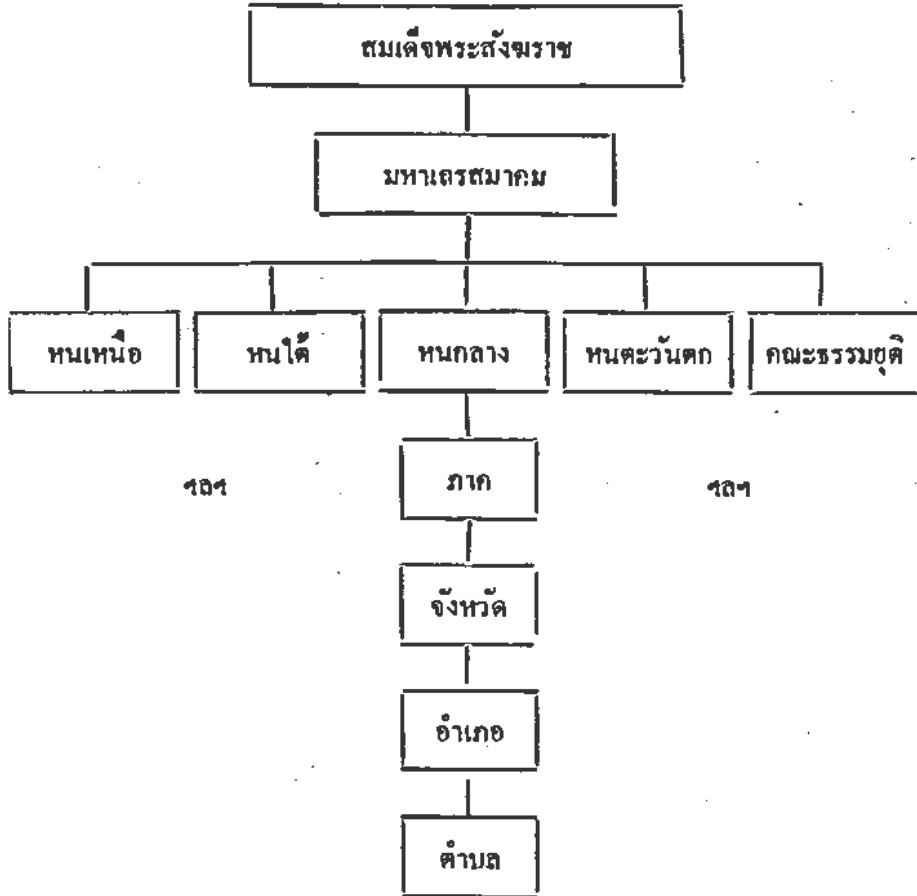 สมเด็จพระสังฆราช
มหาเถรสมาคม
หนเหนือ หนใต้ หนกลาง หนตะวันตก คณะธรรมยุติ
ฯลฯ ภาค ฯลฯ
จังหวัด
อำเภอ
ตำบล